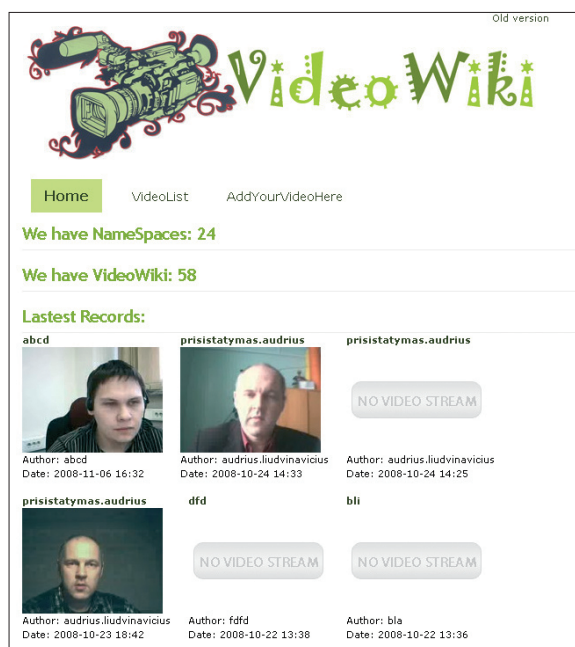 Old version
VideoWiki
Home VideoList AddYourVideoHere
We have NameSpaces: 24
We have VideoWiki: 58
Lastest Records:
abcd prisistatymas.audrius prisistatymas.audrius
NO VIDEO STREAM
Author: abcd Author: audrius.liudvinavicius Author: audrius.liudvinavicius
Date: 2008-11-06 16:32 Date: 2008-10-24 14:33 Date: 2008-10-24 14:25
prisistatymas.audrius dfd bli
NO VIDEO STREAM NO VIDEO STREAM
Author: audrius.liudvinavicius Author: fdfd Author: bla
Date: 2008-10-23 18:42 Date: 2008-10-22 13:38 Date: 2008-10-22 13:36